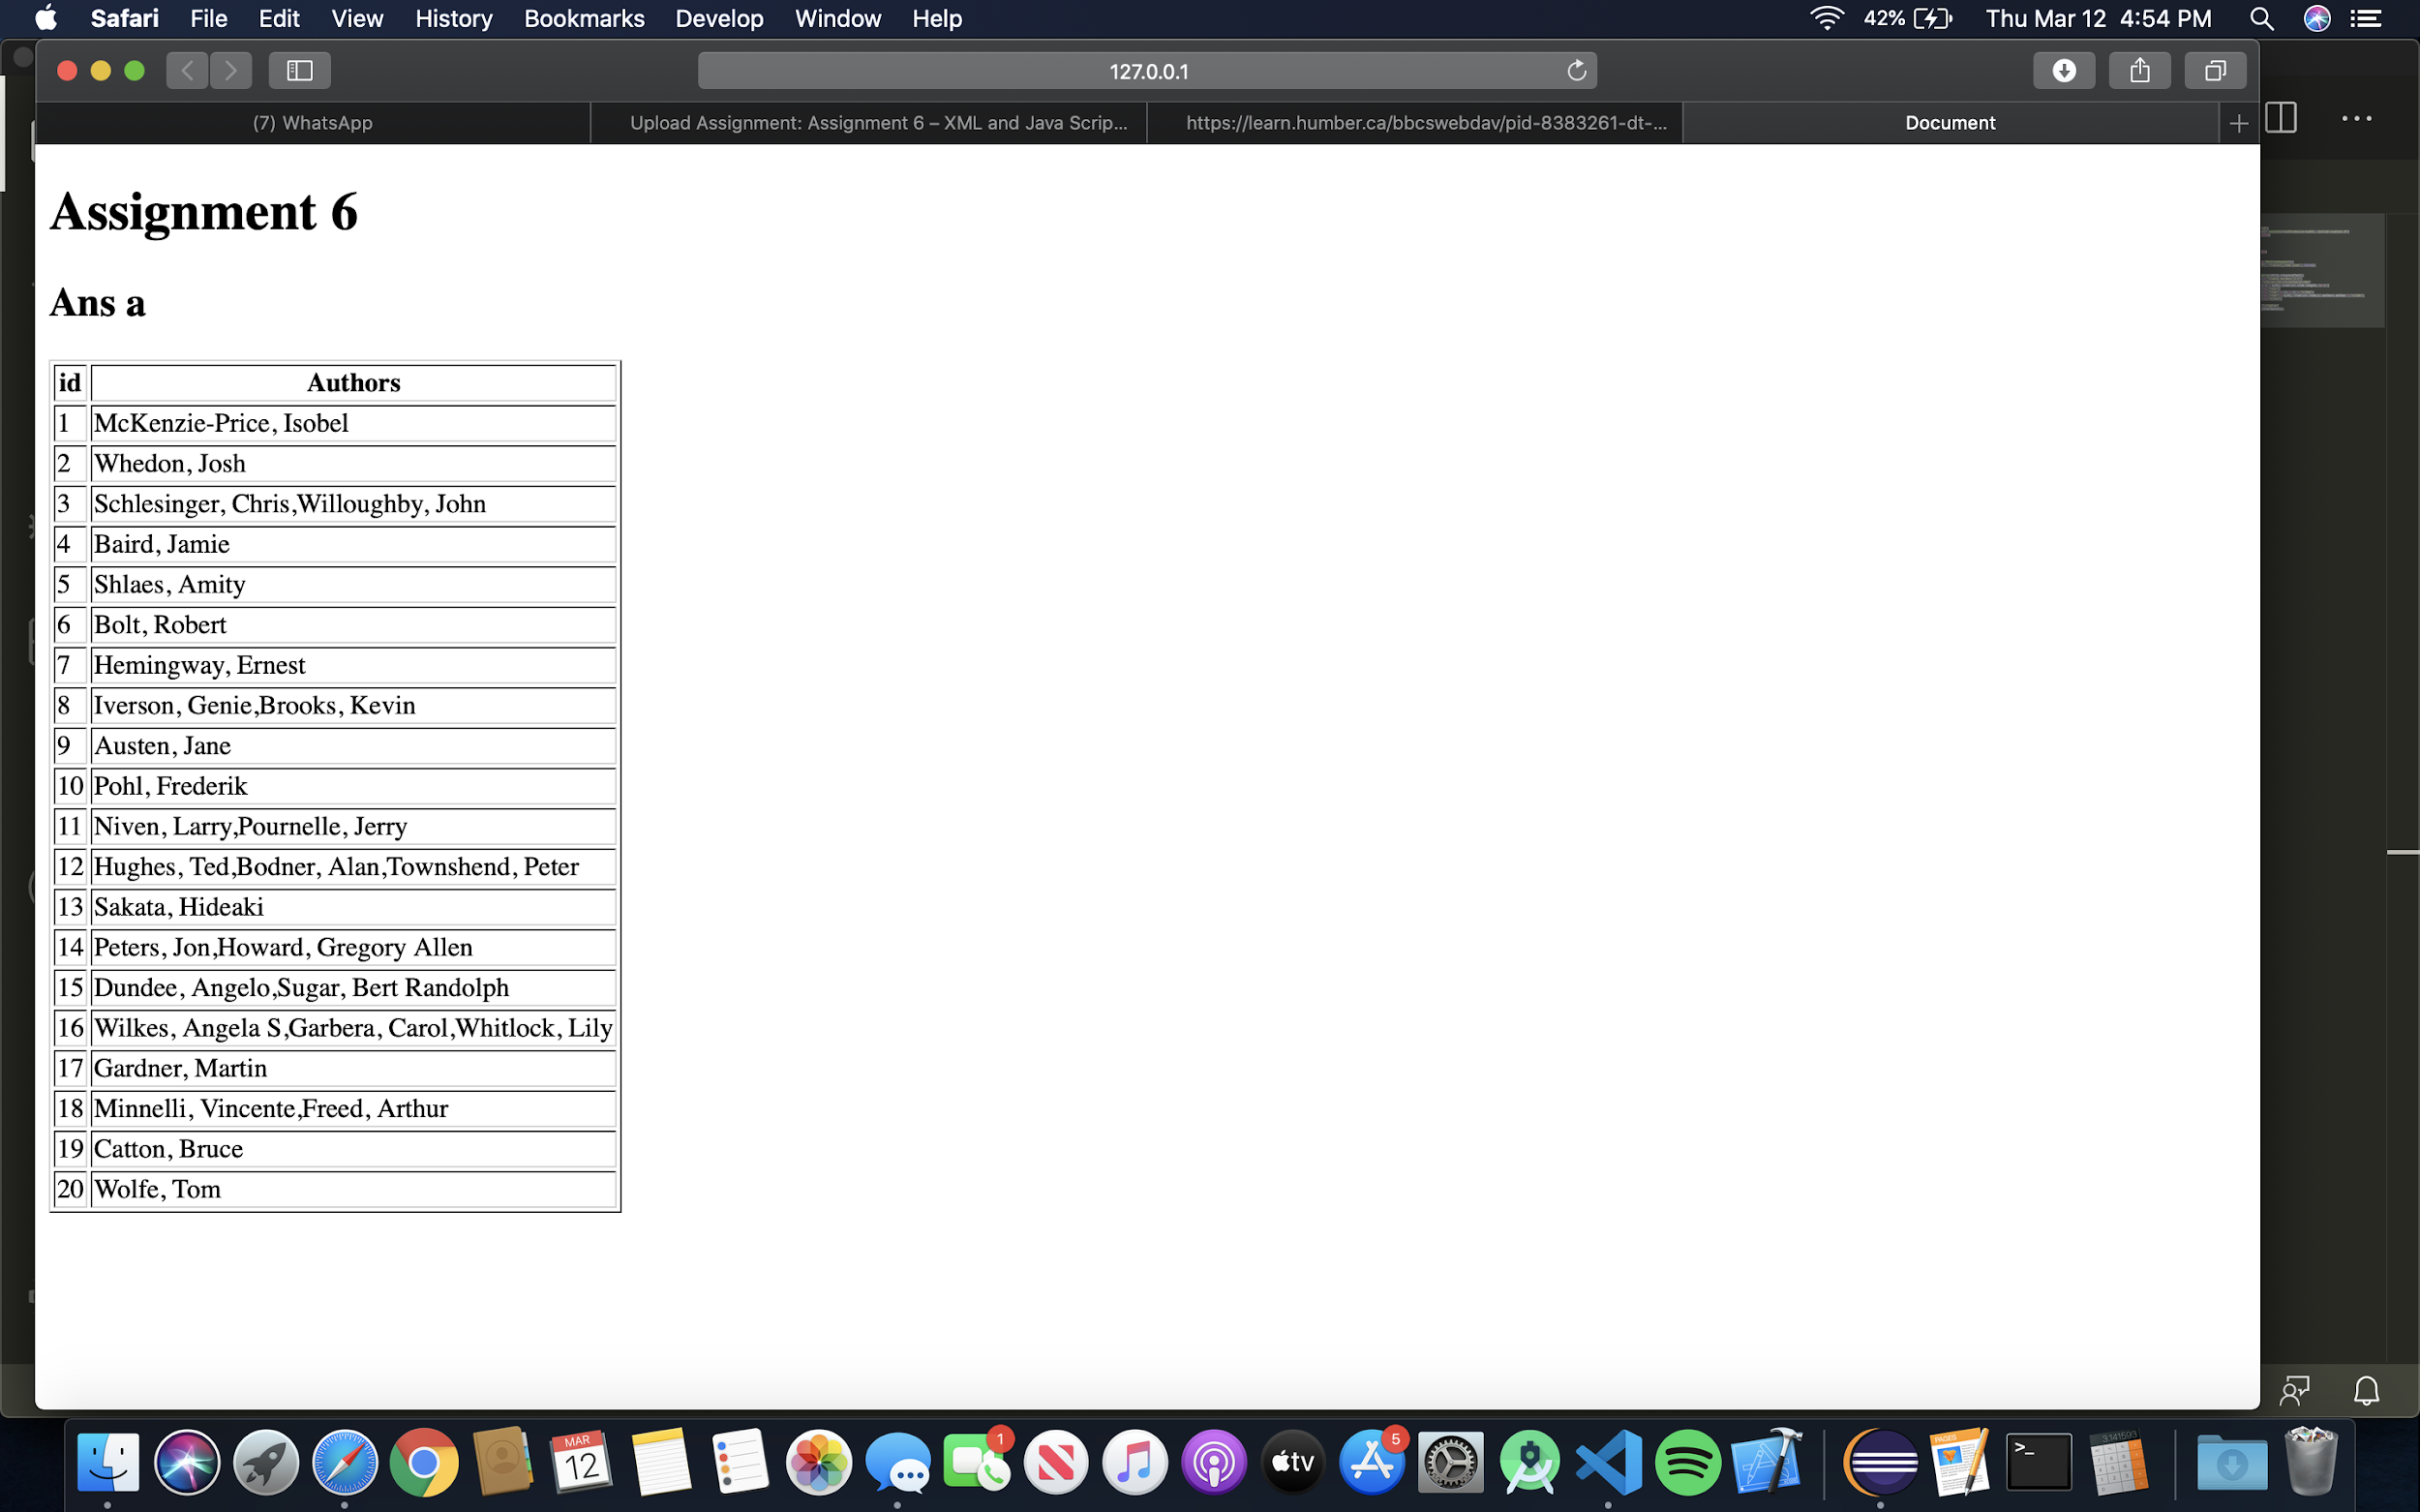 Safari File Edit View History Bookmarks Develop Window Help 42% Thu Mar 12 4:54 PM
127.0.0.1
(7) WhatsApp
Upload Assignment: Assignment 6 – XML and Java Scrip...
https://learn.humber.ca/bbcswebdav/pid-8383261-dt-...
Document
Assignment 6
Ans a
id Authors
1 McKenzie-Price, Isobel
2 Whedon, Josh
3 Schlesinger, Chris,Willoughby, John
4 Baird, Jamie
5 Shlaes, Amity
6 Bolt, Robert
7 Hemingway, Ernest
8 Iverson, Genie,Brooks, Kevin
9 Austen, Jane
10 Pohl, Frederik
11 Niven, Larry,Pournelle, Jerry
12 Hughes, Ted,Bodner, Alan,Townshend, Peter
13 Sakata, Hideaki
14 Peters, Jon,Howard, Gregory Allen
15 Dundee, Angelo,Sugar, Bert Randolph
16 Wilkes, Angela S,Garbera, Carol,Whitlock, Lily
17 Gardner, Martin
18 Minnelli, Vincente,Freed, Arthur
19 Catton, Bruce
20 Wolfe, Tom
MAR
12
1
tv
5
PAGES
>_
3.141593